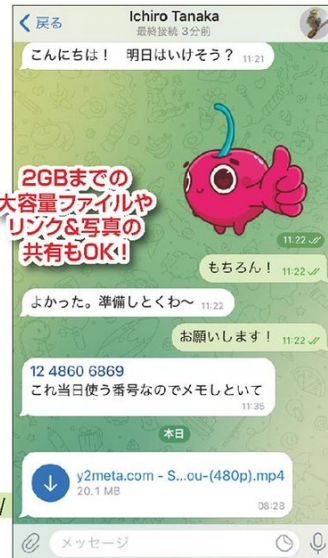 戻る
Ichiro Tanaka
最終接続 3分前
こんにちは！ 明日はいけそう？ 11:21
2GBまでの
大容量ファイルや
リンク&写真の
共有もOK！
11:22
もちろん！ 11:22
よかった。準備しとくわ〜 11:22
お願いします！ 11:22
12 4860 6869
これ当日使う番号なのでメモしといて
11:35
本日
y2meta.com - S...ou-(480p).mp4
20.1 MB
08:28
メッセージ